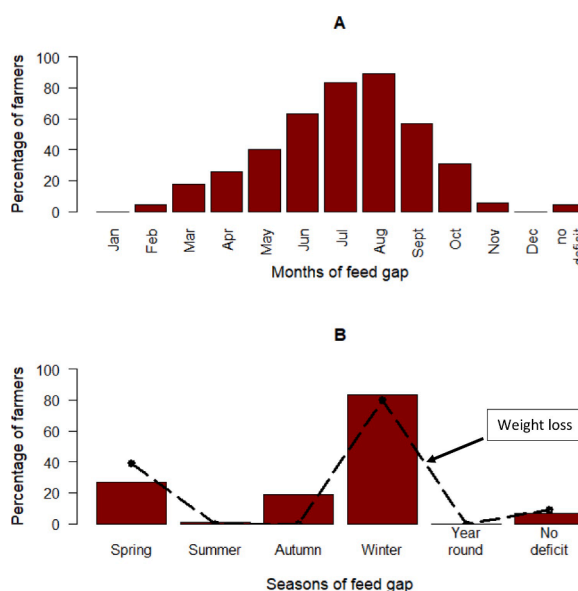 A
Percentage of farmers
100
80
60
40
20
0
Jan
Feb
Mar
Apr
May
Jun
Jul
Aug
Sept
Oct
Nov
Dec
no
deficit
Months of feed gap
B
Percentage of farmers
100
80
60
40
20
0
Weight loss
Spring
Summer
Autumn
Winter
Year
round
No
deficit
Seasons of feed gap